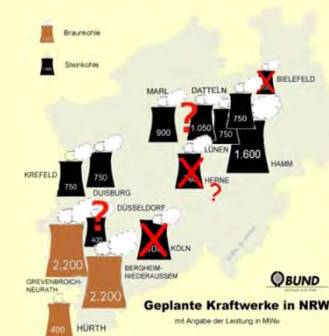 Braunkohle
Steinkohle
BIELEFELD
MARL
DATTELN
?
900
1.050
750
750
LÜNEN
1.600
HAMM
HERNE
?
KREFELD
750
750
DUISBURG
?
DÜSSELDORF
400
KÖLN
2.200
GREVENBROICH-
NEURATH
2.200
BERGHEIM-
NIEDERAUSSEM
400
HÜRTH
BUND
Geplante Kraftwerke in NRW
mit Angabe der Leistung in MW